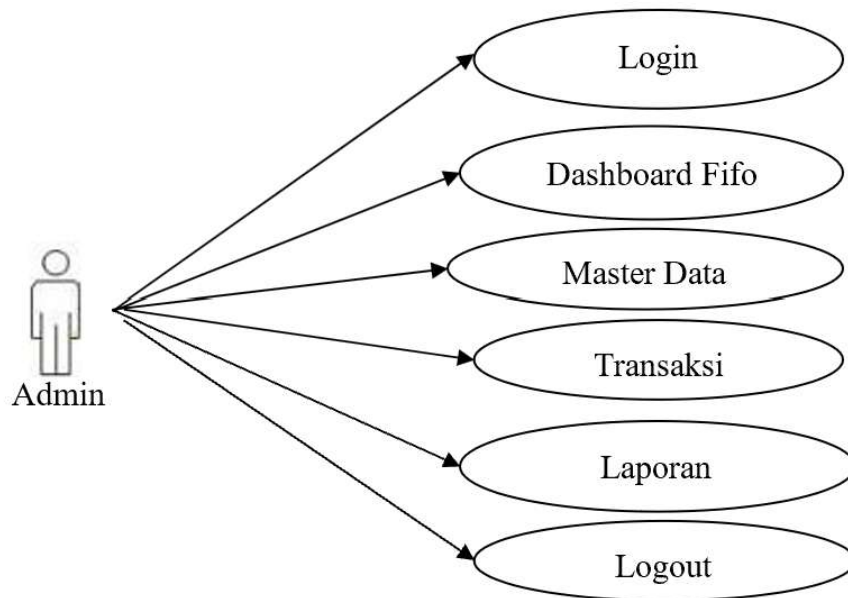 Login
Dashboard Fifo
Master Data
Transaksi
Laporan
Logout
Admin